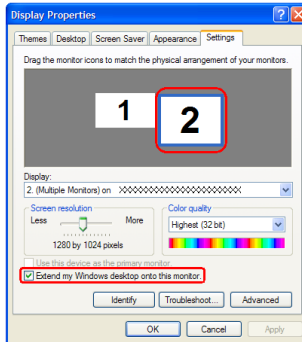 Display Properties
Themes Desktop Screen Saver Appearance Settings
Drag the monitor icons to match the physical arrangement of your monitors.
1 2
Display:
2. (Multiple Monitors) on XXXXXXXXXXXXXXXXXXXX
Screen resolution
Less More
1280 by 1024 pixels
Color quality
Highest (32 bit)
Use this device as the primary monitor.
Extend my Windows desktop onto this monitor.
Identify Troubleshoot... Advanced
OK Cancel Apply